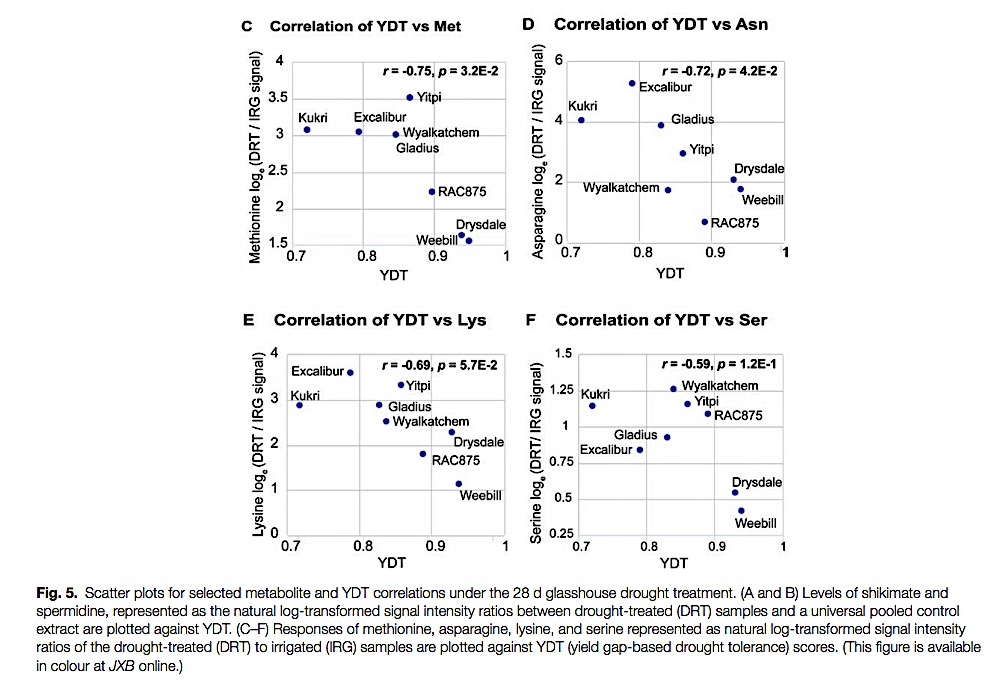 C Correlation of YDT vs Met
Methionine logₑ (DRT / IRG signal)
4
3.5
3
2.5
2
1.5
0.7
0.8
0.9
1
YDT
r = -0.75, p = 3.2E-2
Kukri
Excalibur
Yitpi
Wyalkatchem
Gladius
RAC875
Drysdale
Weebill
D Correlation of YDT vs Asn
Asparagine logₑ (DRT / IRG signal)
6
4
2
0
0.7
0.8
0.9
1
YDT
r = -0.72, p = 4.2E-2
Excalibur
Kukri
Gladius
Yitpi
Wyalkatchem
Drysdale
Weebill
RAC875
E Correlation of YDT vs Lys
Lysine logₑ (DRT / IRG signal)
4
3
2
1
0
0.7
0.8
0.9
1
YDT
r = -0.69, p = 5.7E-2
Excalibur
Yitpi
Kukri
Gladius
Wyalkatchem
Drysdale
RAC875
Weebill
F Correlation of YDT vs Ser
Serine logₑ (DRT/ IRG signal)
1.5
1.25
1
0.75
0.5
0.25
0.7
0.8
0.9
1
YDT
r = -0.59, p = 1.2E-1
Wyalkatchem
Kukri
Yitpi
RAC875
Gladius
Excalibur
Drysdale
Weebill
Fig. 5. Scatter plots for selected metabolite and YDT correlations under the 28 d glasshouse drought treatment. (A and B) Levels of shikimate and
spermidine, represented as the natural log-transformed signal intensity ratios between drought-treated (DRT) samples and a universal pooled control
extract are plotted against YDT. (C–F) Responses of methionine, asparagine, lysine, and serine represented as natural log-transformed signal intensity
ratios of the drought-treated (DRT) to irrigated (IRG) samples are plotted against YDT (yield gap-based drought tolerance) scores. (This figure is available
in colour at JXB online.)